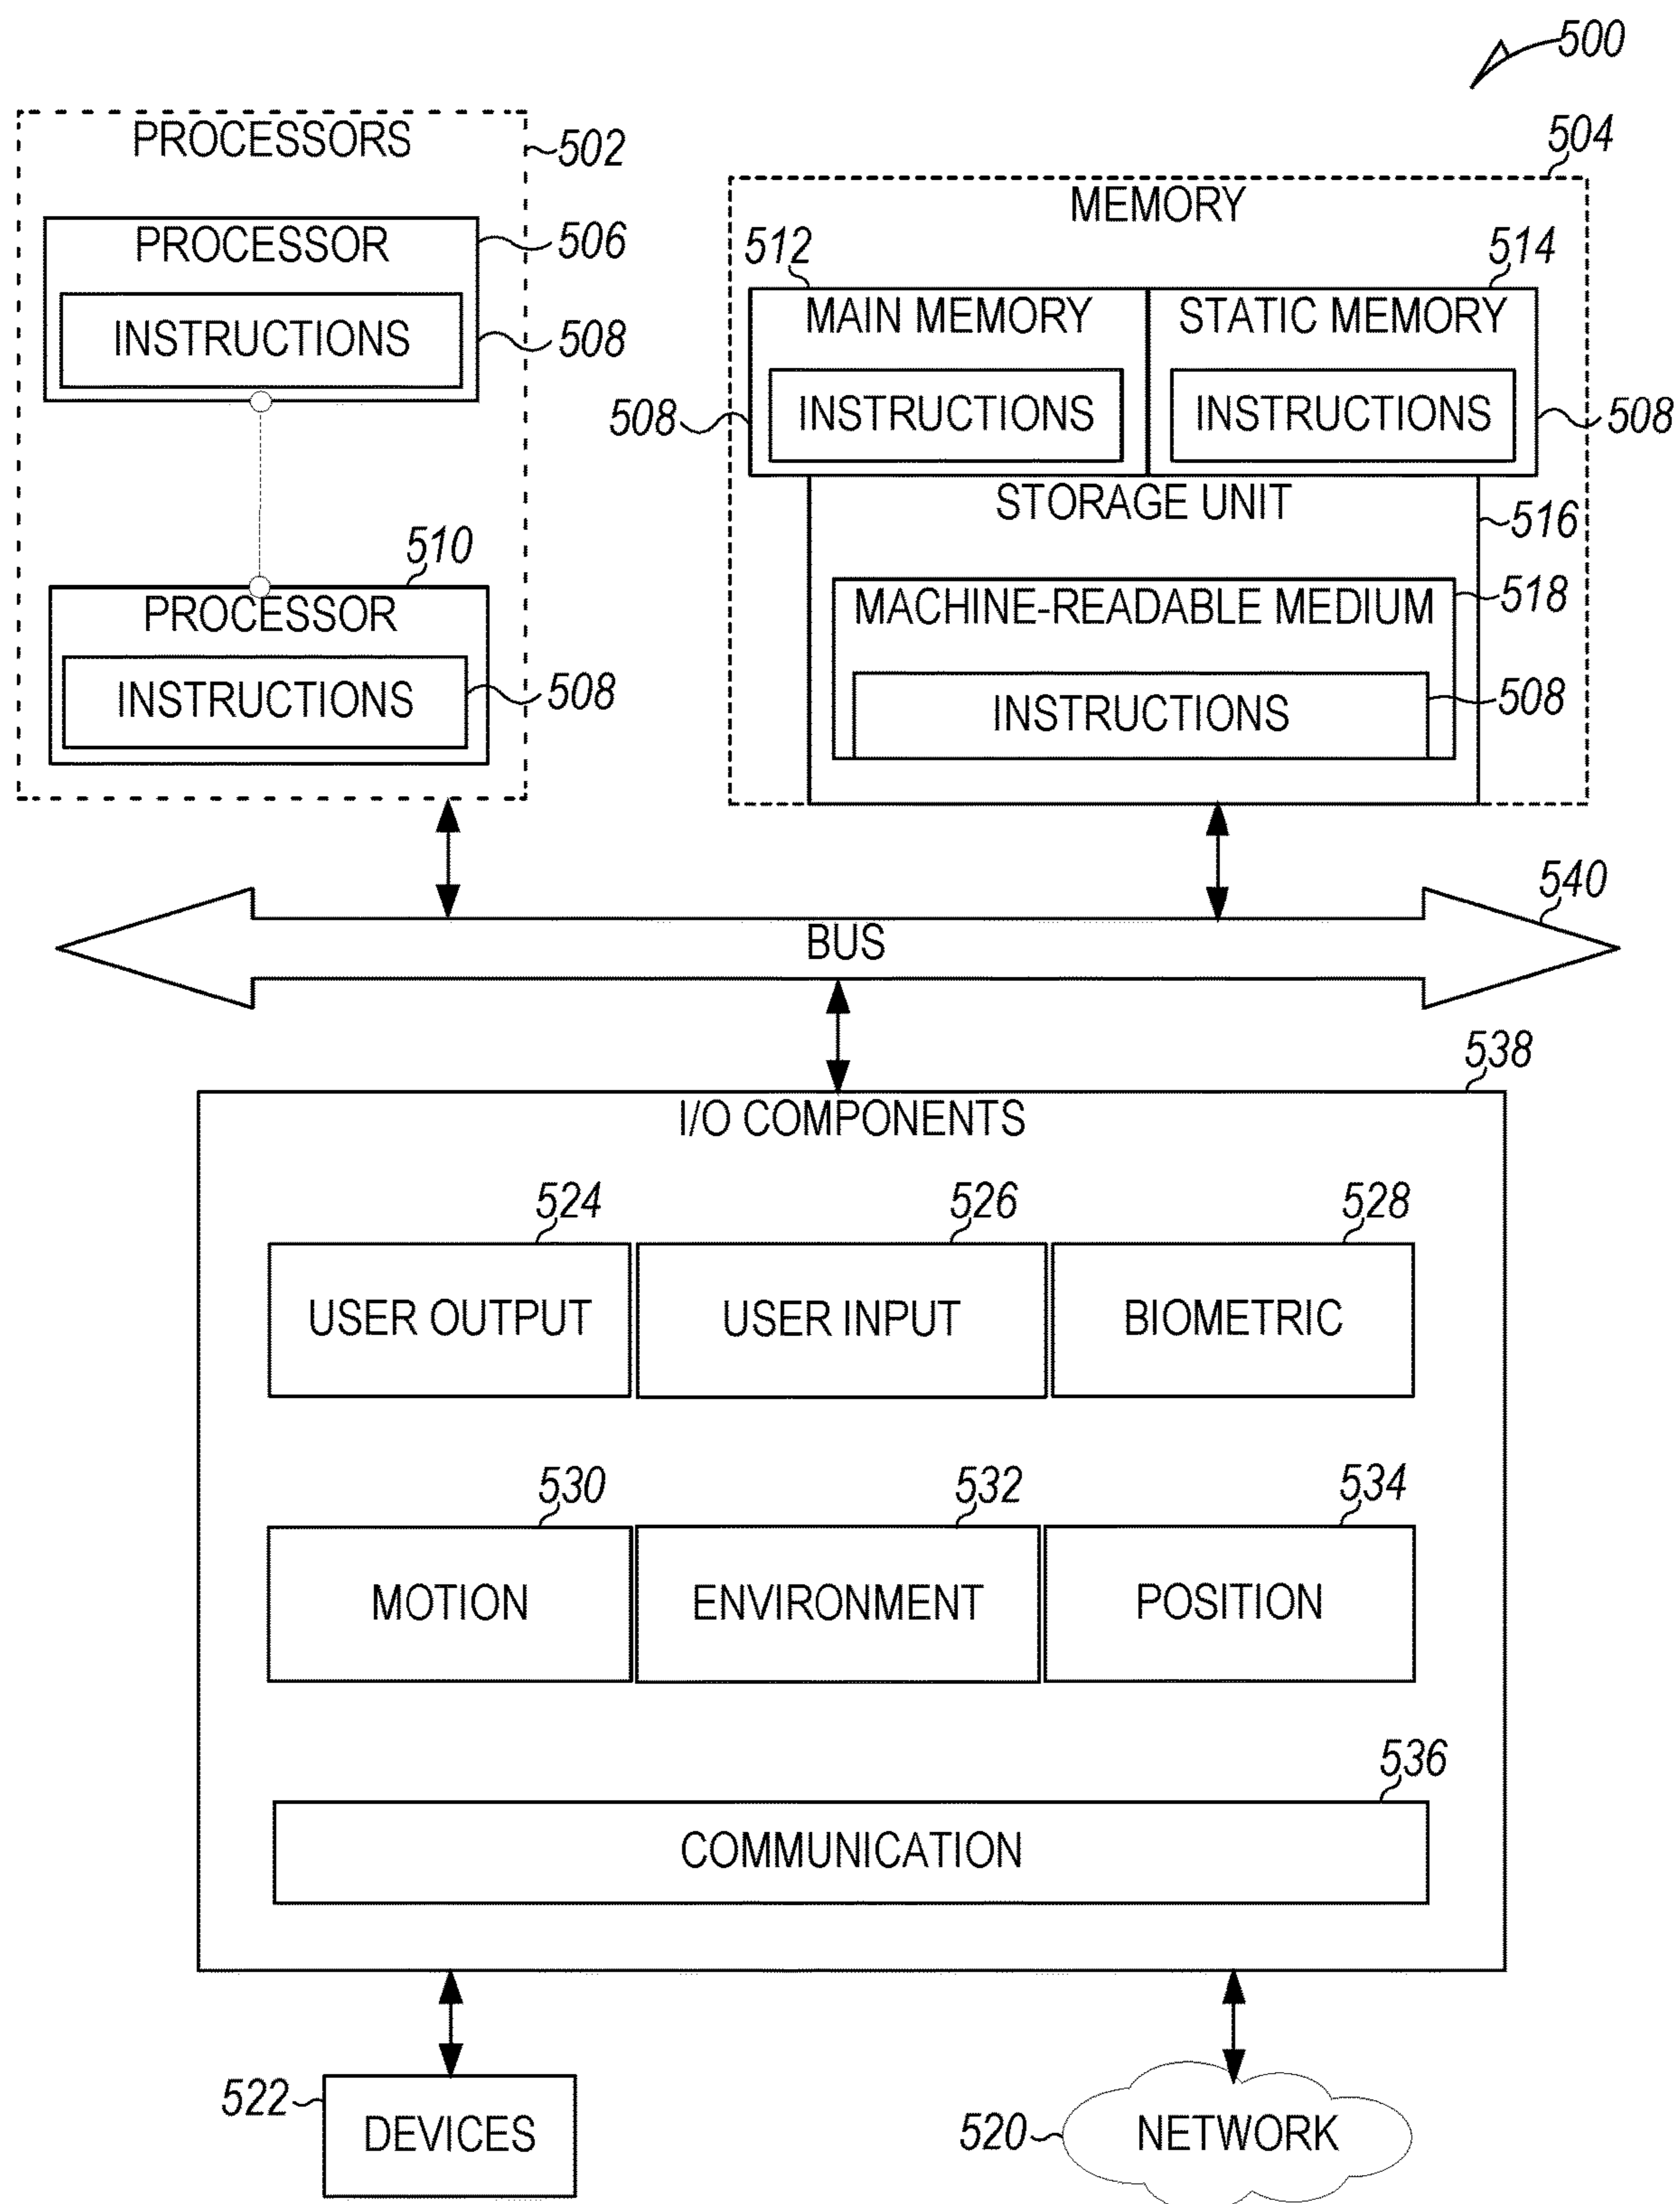 500
PROCESSORS
502
PROCESSOR
506
INSTRUCTIONS
508
510
PROCESSOR
INSTRUCTIONS
508
504
MEMORY
512
514
MAIN MEMORY
STATIC MEMORY
508
INSTRUCTIONS
INSTRUCTIONS
508
STORAGE UNIT
516
MACHINE-READABLE MEDIUM
518
INSTRUCTIONS
508
540
BUS
538
I/O COMPONENTS
524
526
528
USER OUTPUT
USER INPUT
BIOMETRIC
530
532
534
MOTION
ENVIRONMENT
POSITION
536
COMMUNICATION
522
DEVICES
520
NETWORK